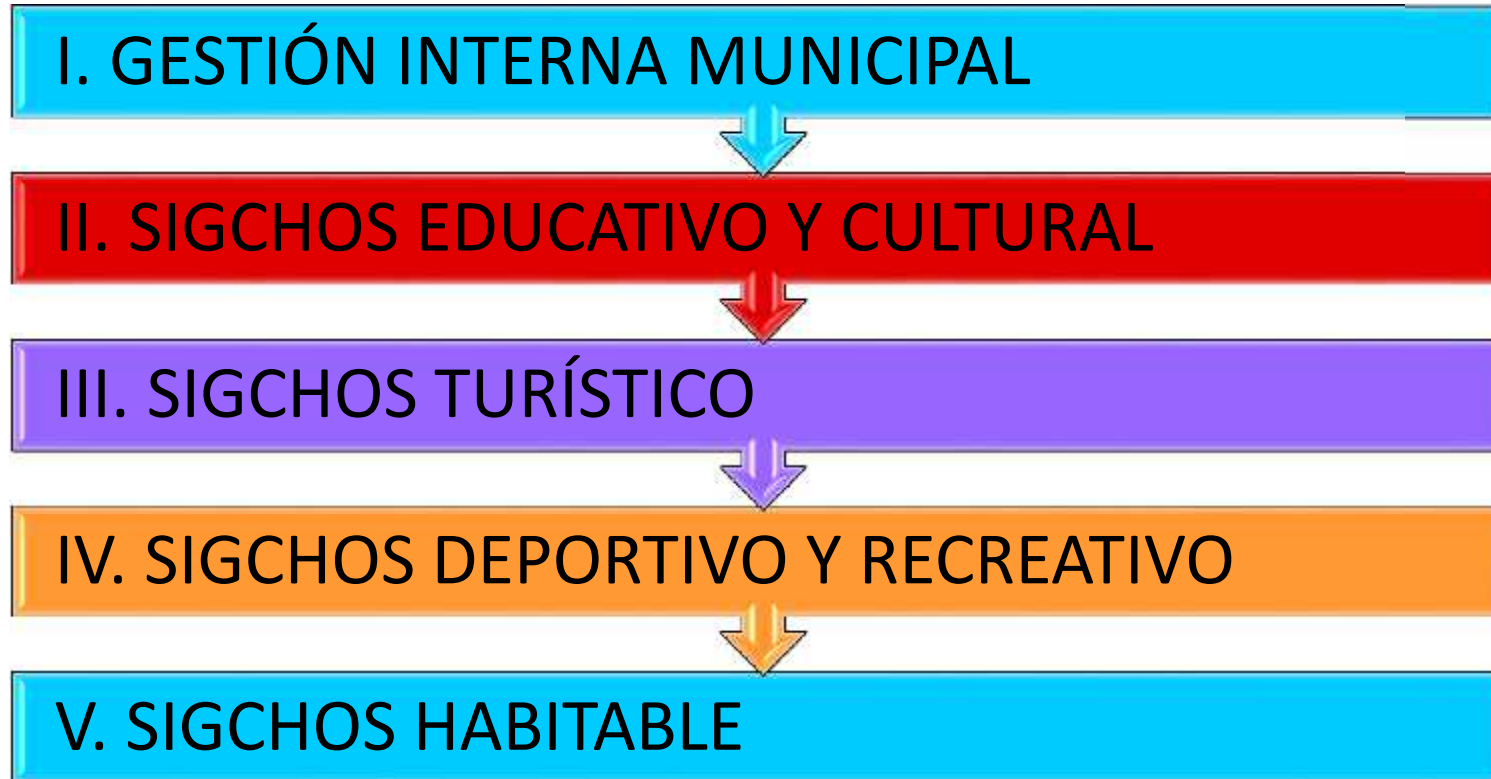 I. GESTIÓN INTERNA MUNICIPAL
II. SIGCHOS EDUCATIVO Y CULTURAL
III. SIGCHOS TURÍSTICO
IV. SIGCHOS DEPORTIVO Y RECREATIVO
V. SIGCHOS HABITABLE